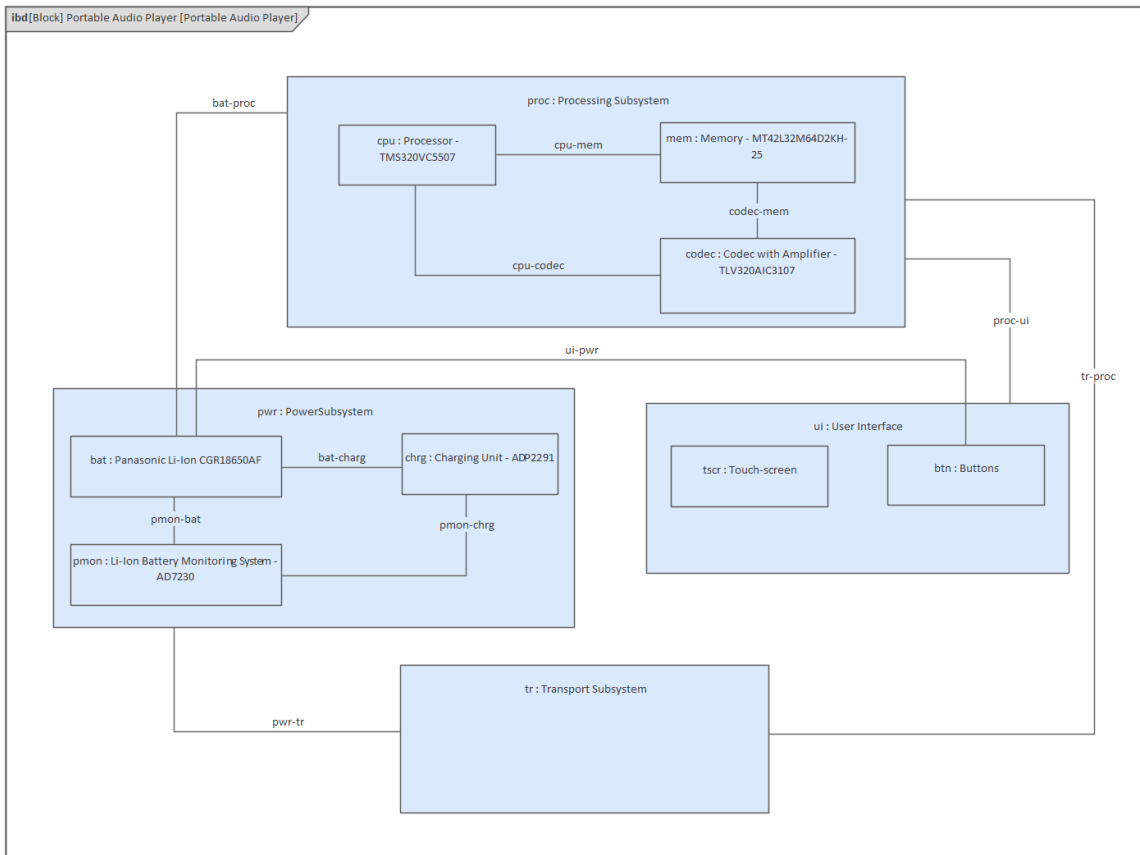 ibd [Block] Portable Audio Player [Portable Audio Player]
proc : Processing Subsystem
bat-proc
cpu : Processor -
TMS320VC5507
cpu-mem
mem : Memory - MT42L32M64D2KH-
25
codec-mem
codec : Codec with Amplifier -
TLV320AIC3107
cpu-codec
proc-ui
ui-pwr
tr-proc
pwr : PowerSubsystem
bat : Panasonic Li-Ion CGR18650AF
bat-charg
chrg : Charging Unit - ADP2291
pmon-bat
pmon-chrg
pmon : Li-Ion Battery Monitoring System -
AD7230
ui : User Interface
tscr : Touch-screen
btn : Buttons
tr : Transport Subsystem
pwr-tr